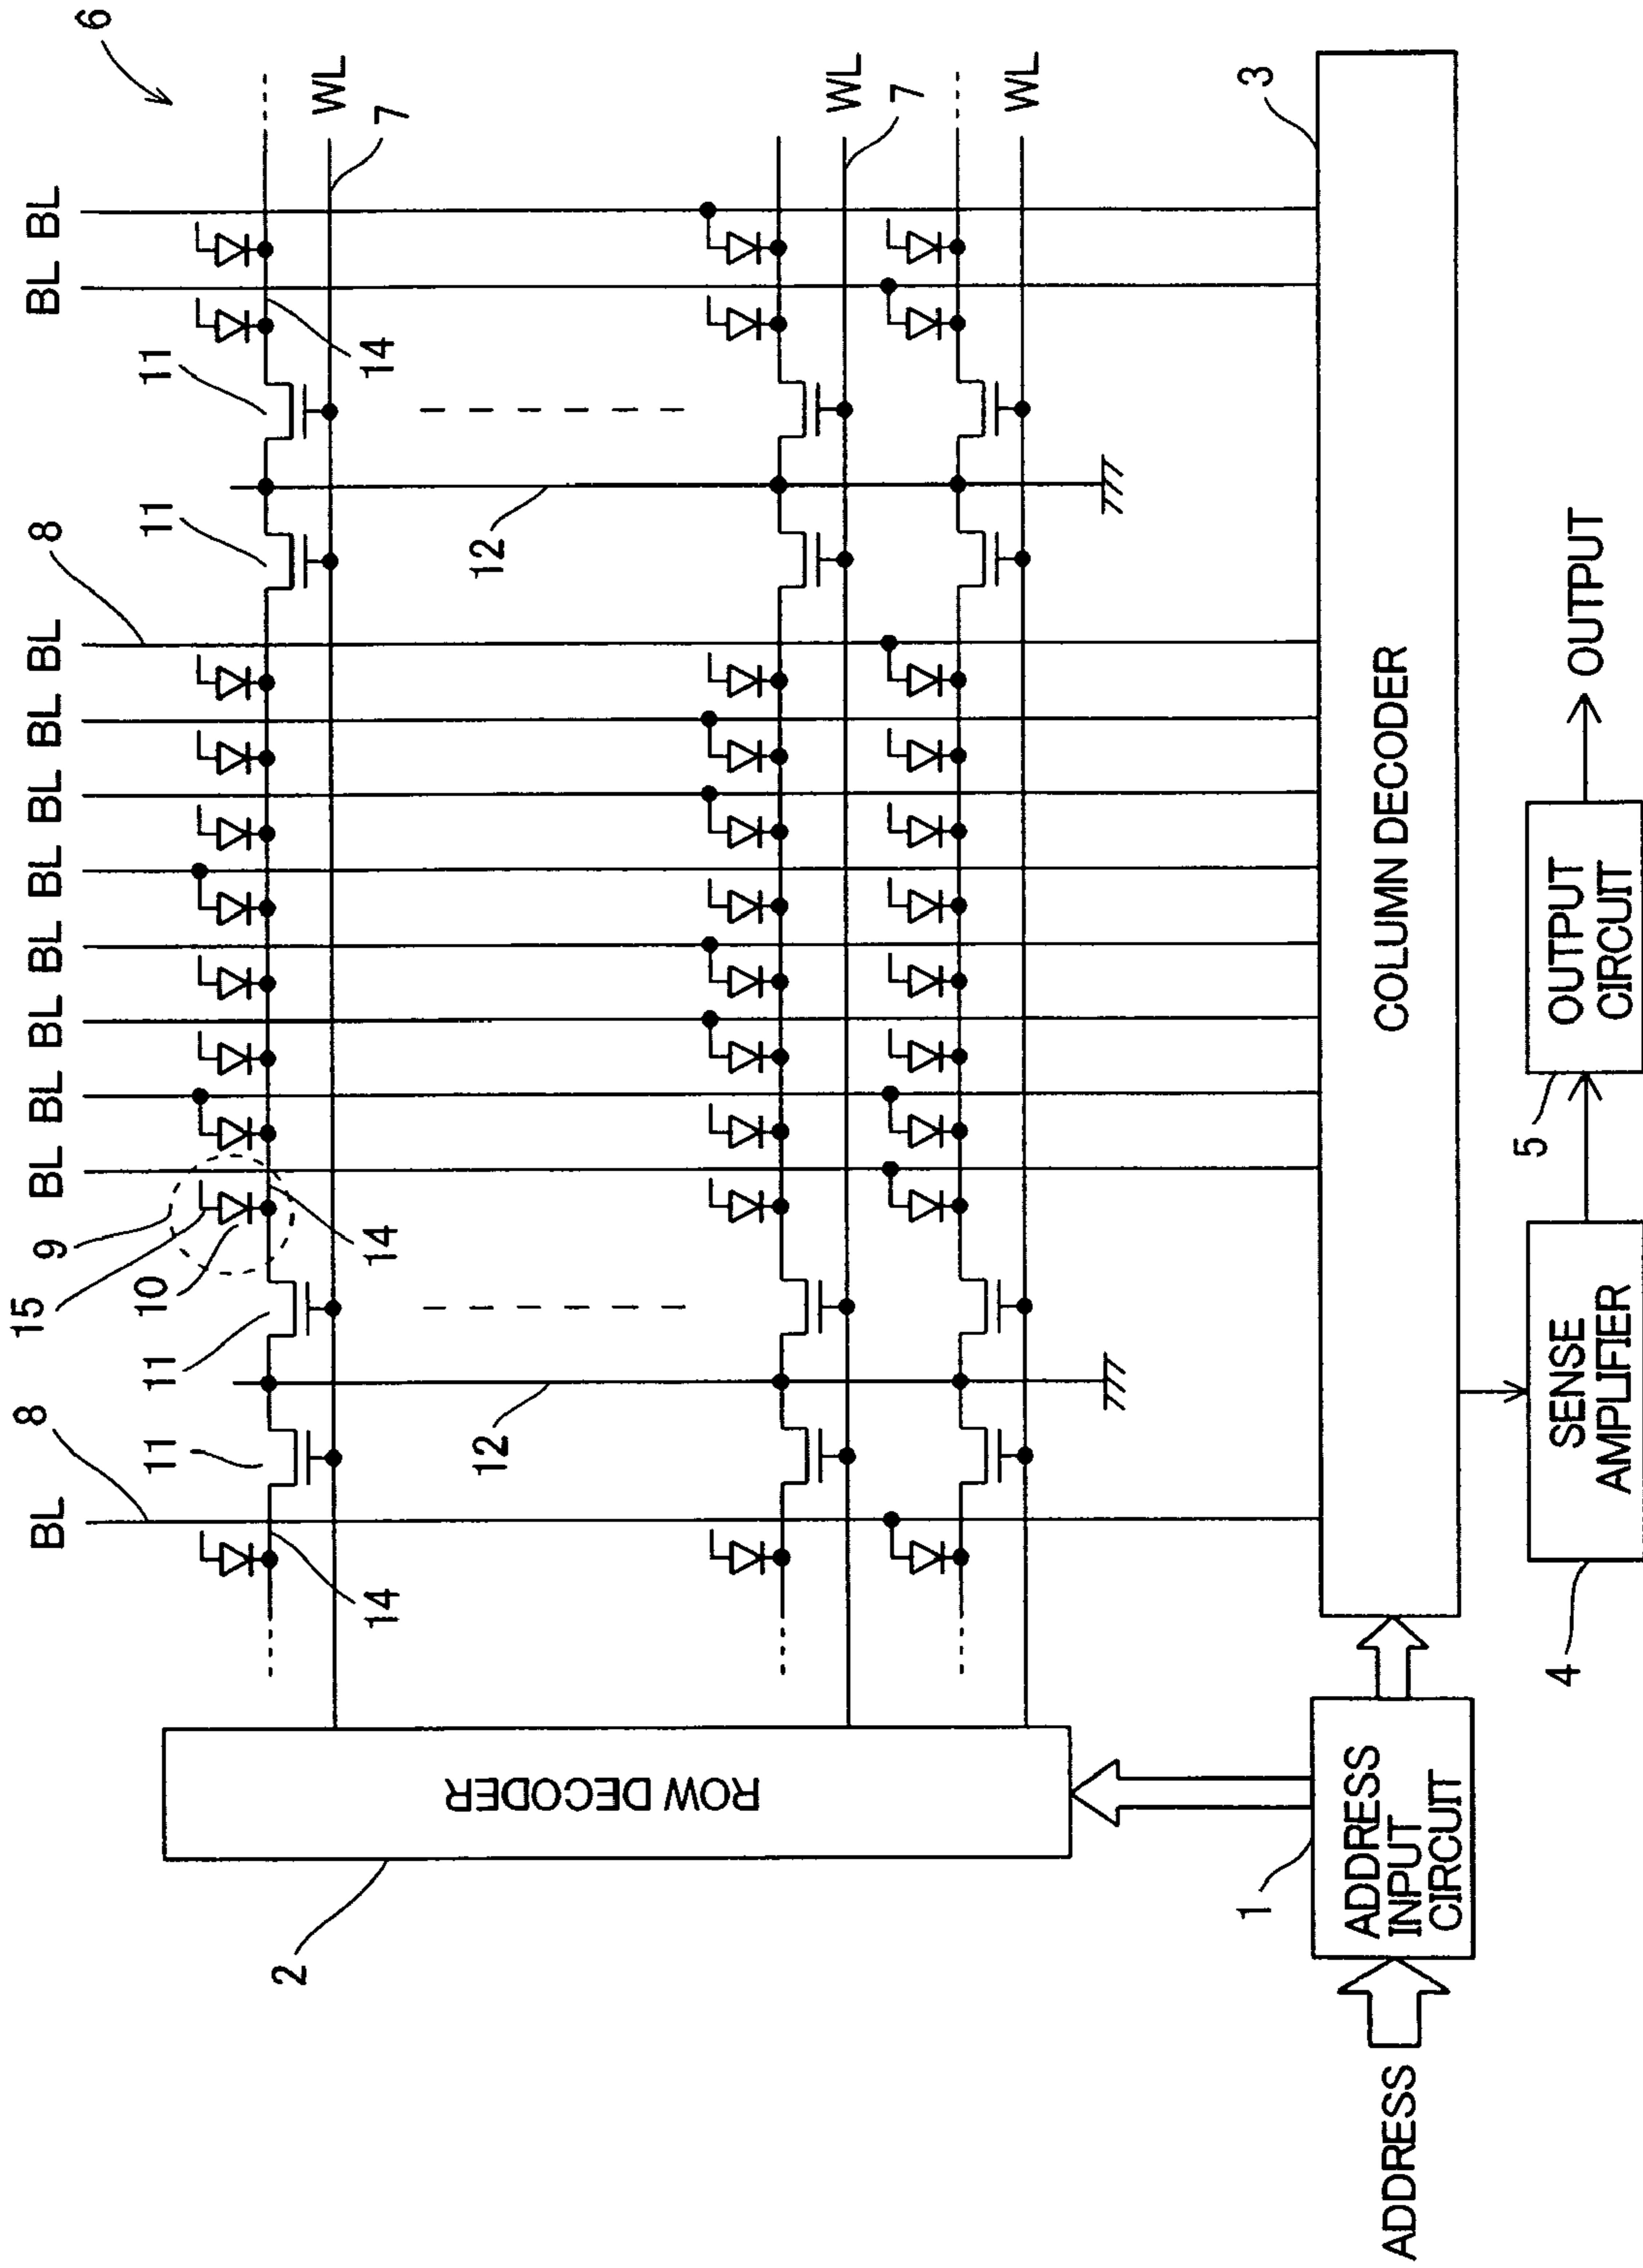 6
BL
8
BL
BL
BL
BL
BL
BL
BL
BL
8
BL
BL
15
9
10
11
11
11
11
14
14
14
WL
7
12
12
WL
7
WL
ROW DECODER
2
3
COLUMN DECODER
1
ADDRESS
INPUT
CIRCUIT
ADDRESS
4
SENSE
AMPLIFIER
5
OUTPUT
CIRCUIT
OUTPUT